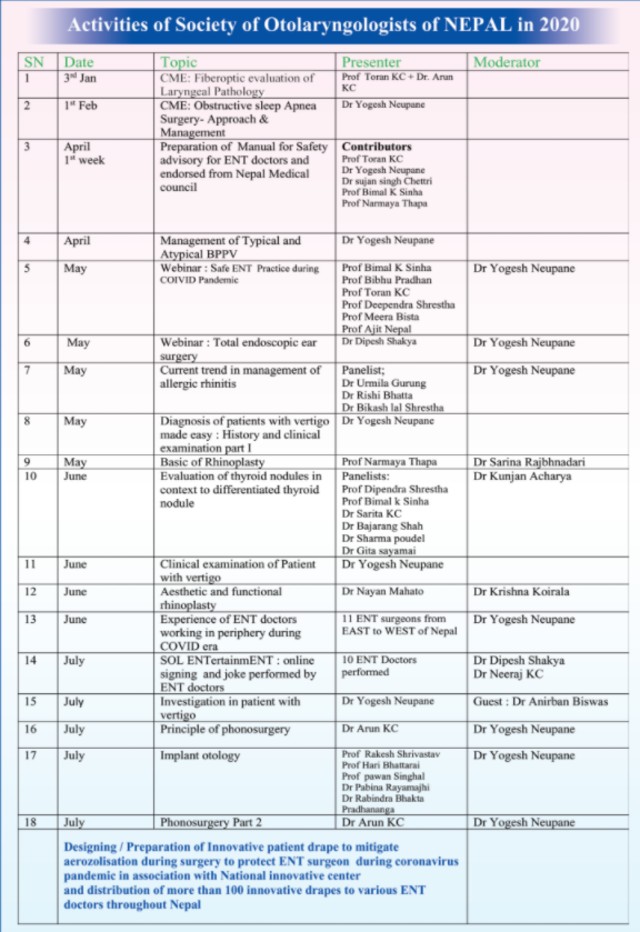 Activities of Society of Otolaryngologists of NEPAL in 2020
SN Date Topic Presenter Moderator
1 3rd Jan CME: Fiberoptic evaluation of Prof Toran KC + Dr. Arun
Laryngeal Pathology KC
2 1st Feb CME: Obstructive sleep Apnea Dr Yogesh Neupane
Surgery- Approach &
Management
3 April Preparation of Manual for Safety Contributors
1st week advisory for ENT doctors and Prof Toran KC
endorsed from Nepal Medical Dr Yogesh Neupane
council Dr sujan singh Chettri
Prof Bimal K Sinha
Prof Narmaya Thapa
4 April Management of Typical and Dr Yogesh Neupane
Atypical BPPV
5 May Webinar : Safe ENT Practice during Prof Bimal K Sinha Dr Yogesh Neupane
COIVID Pandemic Prof Bibhu Pradhan
Prof Toran KC
Prof Deependra Shrestha
Prof Meera Bista
Prof Ajit Nepal
6 May Webinar : Total endoscopic ear Dr Dipesh Shakya Dr Yogesh Neupane
surgery
7 May Current trend in management of Panelist; Dr Yogesh Neupane
allergic rhinitis Dr Urmila Gurung
Dr Rishi Bhatta
Dr Bikash lal Shrestha
8 May Diagnosis of patients with vertigo Dr Yogesh Neupane
made easy : History and clinical
examination part I
9 May Basic of Rhinoplasty Prof Narmaya Thapa Dr Sarina Rajbhnadari
10 June Evaluation of thyroid nodules in Panelists: Dr Kunjan Acharya
context to differentiated thyroid Prof Dipendra Shrestha
nodule Prof Bimal k Sinha
Dr Sarita KC
Dr Bajarang Shah
Dr Sharma poudel
Dr Gita sayamai
11 June Clinical examination of Patient Dr Yogesh Neupane
with vertigo
12 June Aesthetic and functional Dr Nayan Mahato Dr Krishna Koirala
rhinoplasty
13 June Experience of ENT doctors 11 ENT surgeons from Dr Yogesh Neupane
working in periphery during EAST to WEST of Nepal
COVID era
14 July SOL ENTertainmENT : online 10 ENT Doctors Dr Dipesh Shakya
signing and joke performed by performed Dr Neeraj KC
ENT doctors
15 July Investigation in patient with Dr Yogesh Neupane Guest : Dr Anirban Biswas
vertigo
16 July Principle of phonosurgery Dr Arun KC Dr Yogesh Neupane
17 July Implant otology Prof Rakesh Shrivastav Dr Yogesh Neupane
Prof Hari Bhattarai
Prof pawan Singhal
Dr Pabina Rayamajhi
Dr Rabindra Bhakta
Pradhananga
18 July Phonosurgery Part 2 Dr Arun KC Dr Yogesh Neupane
Designing / Preparation of Innovative patient drape to mitigate
aerozolisation during surgery to protect ENT surgeon during coronavirus
pandemic in association with National innovative center
and distribution of more than 100 innovative drapes to various ENT
doctors throughout Nepal